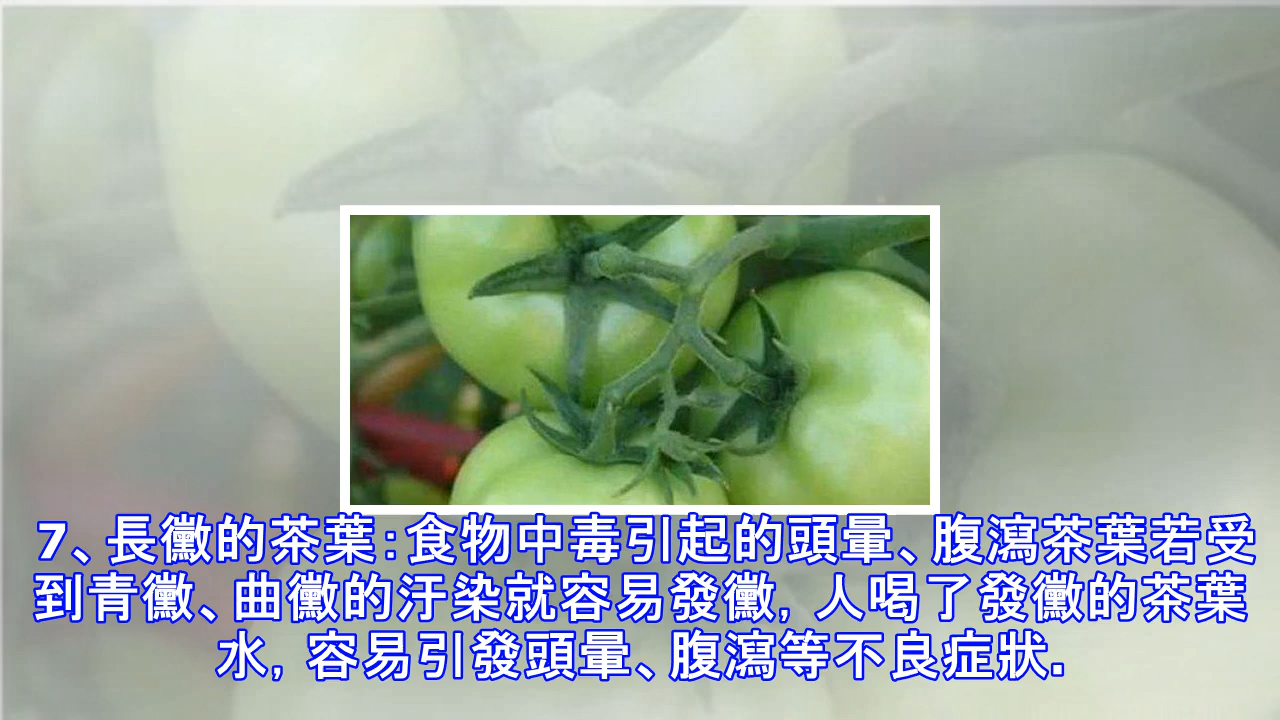 7、長黴的茶葉:食物中毒引起的頭暈、腹瀉茶葉若受
到青黴、曲黴的汙染就容易發黴, 人喝了發黴的茶葉
水, 容易引發頭暈、腹瀉等不良症狀.